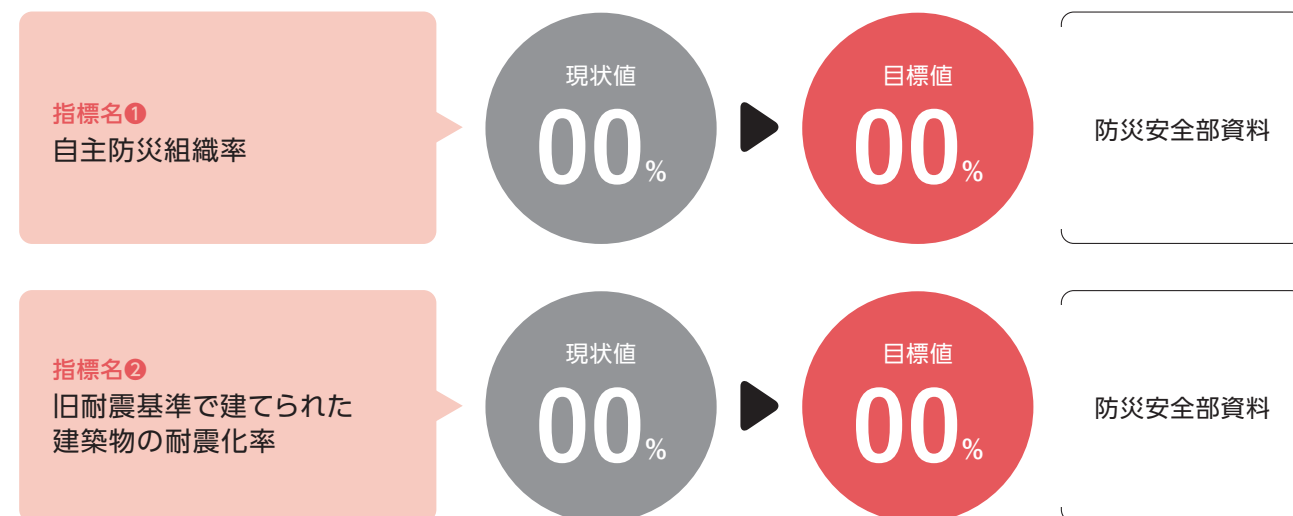 指標名❶
自主防災組織率
現状値
00%
目標値
00%
防災安全部資料
指標名❷
旧耐震基準で建てられた
建築物の耐震化率
現状値
00%
目標値
00%
防災安全部資料